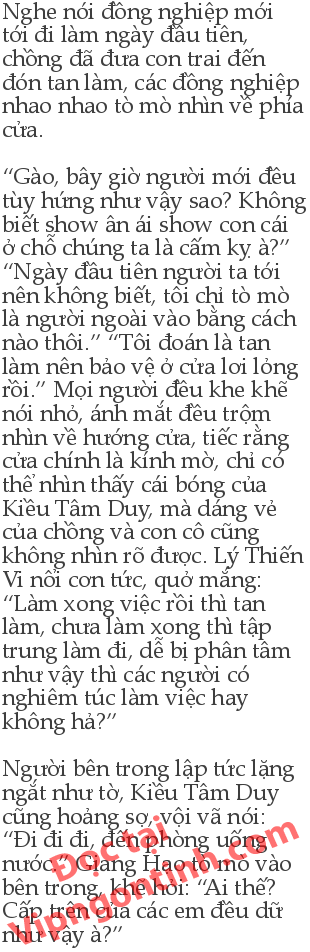 Nghe nói đồng nghiệp mới
tới đi làm ngày đầu tiên,
chồng đã đưa con trai đến
đón tan làm, các đồng nghiệp
nhao nhao tò mò nhìn về phía
cửa.

“Gào, bây giờ người mới đều
tùy hứng như vậy sao? Không
biết show ân ái show con cái
ở chỗ chúng ta là cấm kỵ à?”
“Ngày đầu tiên người ta tới
nên không biết, tôi chỉ tò mò
là người ngoài vào bằng cách
nào thôi.” “Tôi đoán là tan
làm nên bảo vệ ở cửa lơi lỏng
rồi.” Mọi người đều khe khẽ
nói nhỏ, ánh mắt đều trộm
nhìn về hướng cửa, tiếc rằng
cửa chính là kính mờ, chỉ có
thể nhìn thấy cái bóng của
Kiều Tâm Duy, mà dáng vẻ
của chồng và con cô cũng
không nhìn rõ được. Lý Thiến
Vi nổi cơn tức, quở mắng:
“Làm xong việc rồi thì tan
làm, chưa làm xong thì tập
trung làm đi, dễ bị phân tâm
như vậy thì các người có
nghiêm túc làm việc hay
không hả?”

Người bên trong lập tức lặng
ngắt như tờ, Kiều Tâm Duy
cũng hoảng sợ, vội vã nói:
“Đi đi đi, đến phòng uống
nước.” Giang Hạo tò mò vào
bên trong, khẽ hỏi: “Ai thế?
Cấp trên của các em đều dữ
như vậy à?”
Đọc tại
Vipngontinh.com